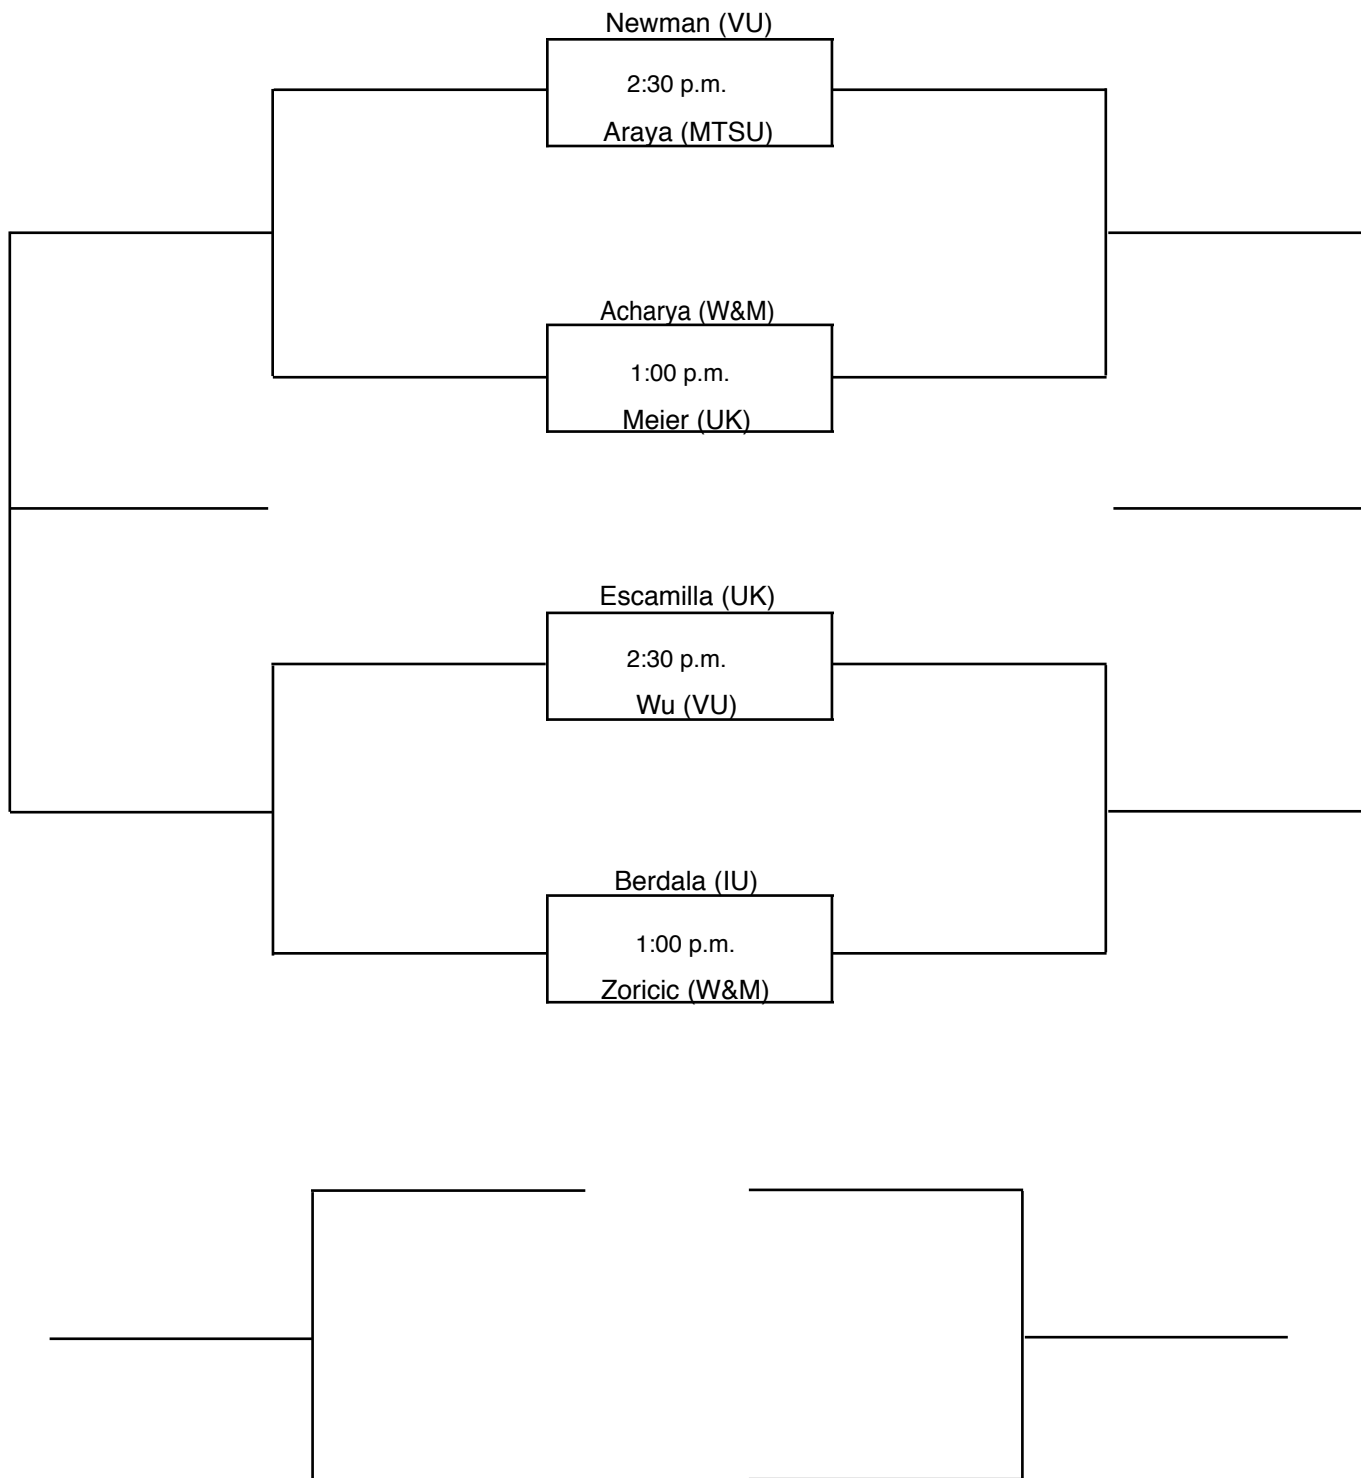 Newman (VU)
2:30 p.m.
Araya (MTSU)
Acharya (W&M)
1:00 p.m.
Meier (UK)
Escamilla (UK)
2:30 p.m.
Wu (VU)
Berdala (IU)
1:00 p.m.
Zoricic (W&M)